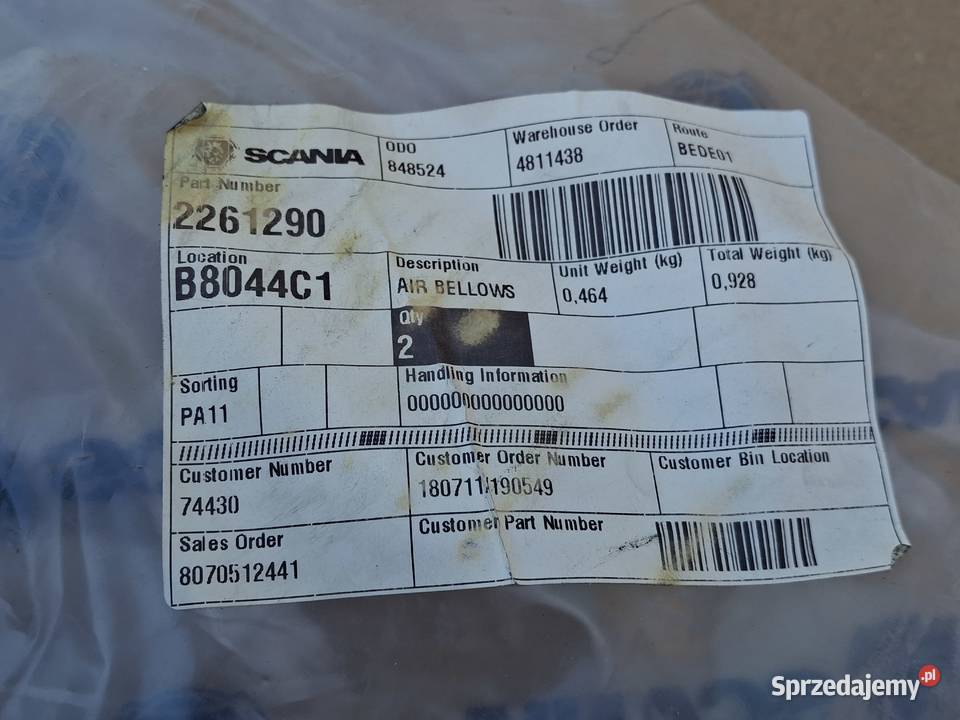 SCANIA
ODO
848524
Warehouse Order
4811438
Route
BEDE01
Part Number
2261290
Location
B8044C1
Description
AIR BELLOWS
Unit Weight (kg)
0,464
Total Weight (kg)
0,928
Qty
2
Sorting
PA11
Handling Information
000000000000000
Customer Number
74430
Customer Order Number
180711/190549
Customer Bin Location
Sales Order
8070512441
Customer Part Number
Sprzedajemy.pl